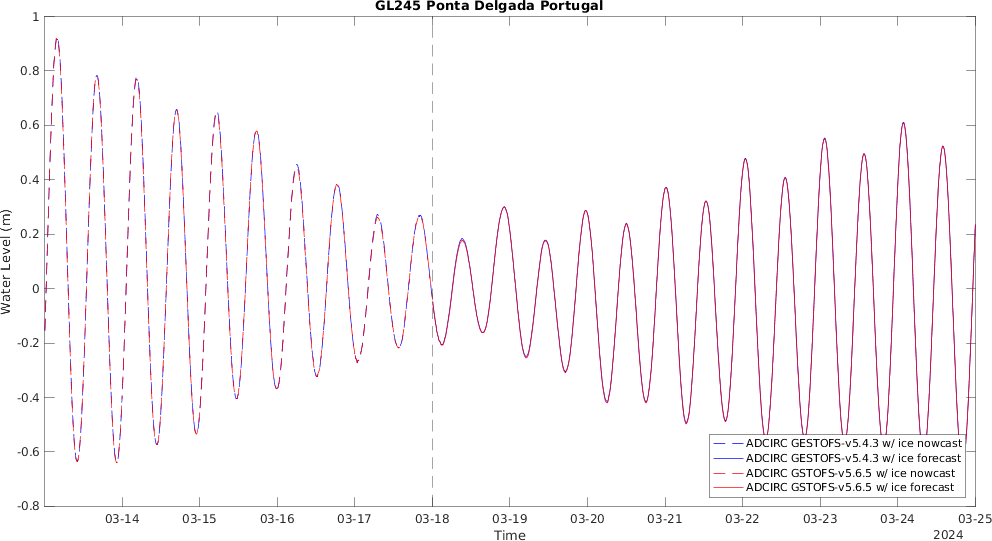 GL245 Ponta Delgada Portugal
Water Level (m)
1
0.8
0.6
0.4
0.2
0
-0.2
-0.4
-0.6
-0.8
ADCIRC GESTOFS-v5.4.3 w/ ice nowcast
ADCIRC GESTOFS-v5.4.3 w/ ice forecast
ADCIRC GSTOFS-v5.6.5 w/ ice nowcast
ADCIRC GSTOFS-v5.6.5 w/ ice forecast
03-14 03-15 03-16 03-17 03-18 03-19 03-20 03-21 03-22 03-23 03-24 03-25
Time
2024